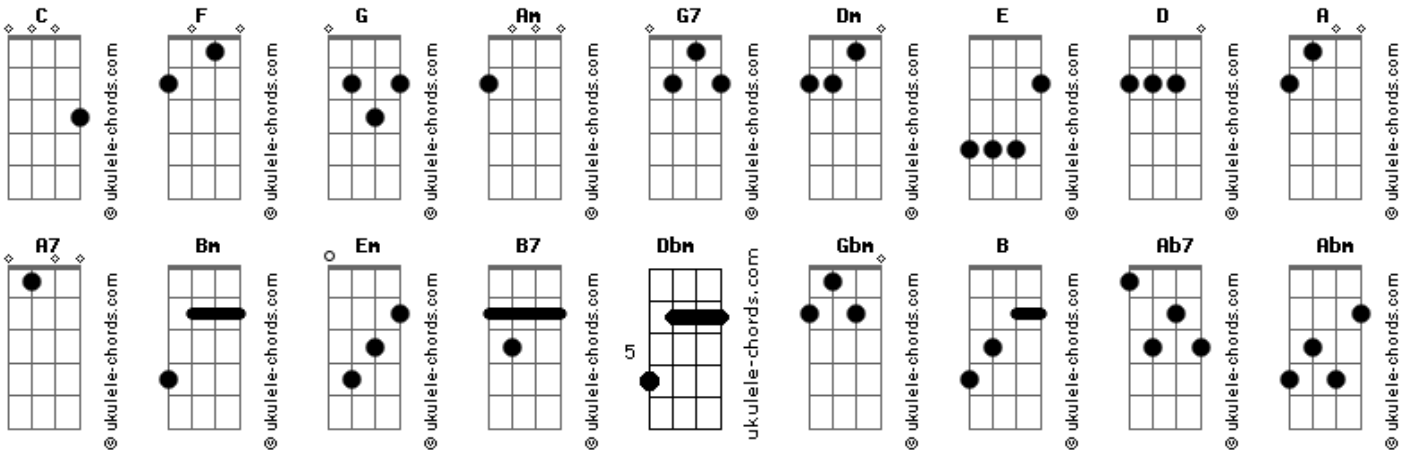 C F G Am G7 Dm E D A
© ukulele-chords.com © ukulele-chords.com © ukulele-chords.com © ukulele-chords.com © ukulele-chords.com © ukulele-chords.com © ukulele-chords.com © ukulele-chords.com © ukulele-chords.com
A7 Bm Em B7 Dbm Gbm B Ab7 Abm
5
© ukulele-chords.com © ukulele-chords.com © ukulele-chords.com © ukulele-chords.com ukulele-chords.com © ukulele-chords.com © ukulele-chords.com © ukulele-chords.com © ukulele-chords.com